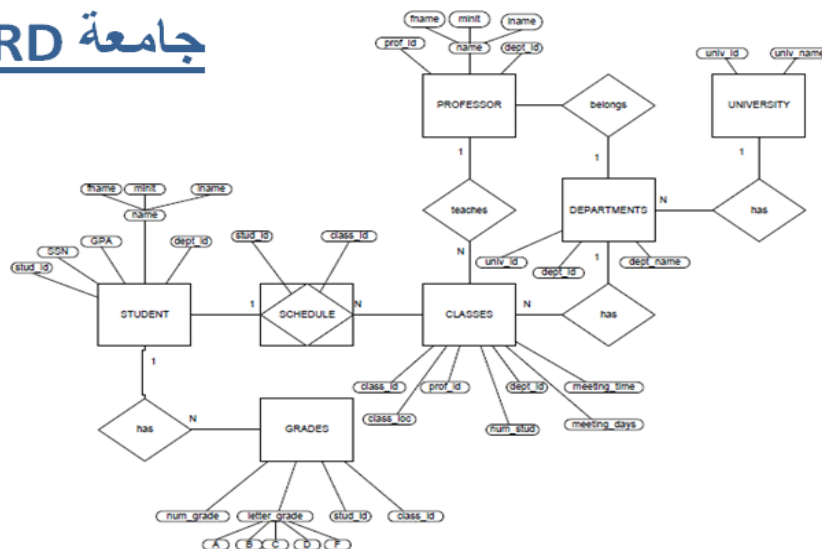 جامعة RD
fname minit lname
prof_id name dept_id
univ_id univ_name
PROFESSOR belongs UNIVERSITY
1 1 1
fname minit lname
name
teaches DEPARTMENTS N has
SSN GPA dept_id
stud_id
stud_id class_id
N univ_id dept_id 1 dept_name
STUDENT 1 SCHEDULE N CLASSES N has
1
class_id prof_id dept_id meeting_time
class_loc num_stud meeting_days
has N GRADES
num_grade letter_grade stud_id class_id
A B C D F